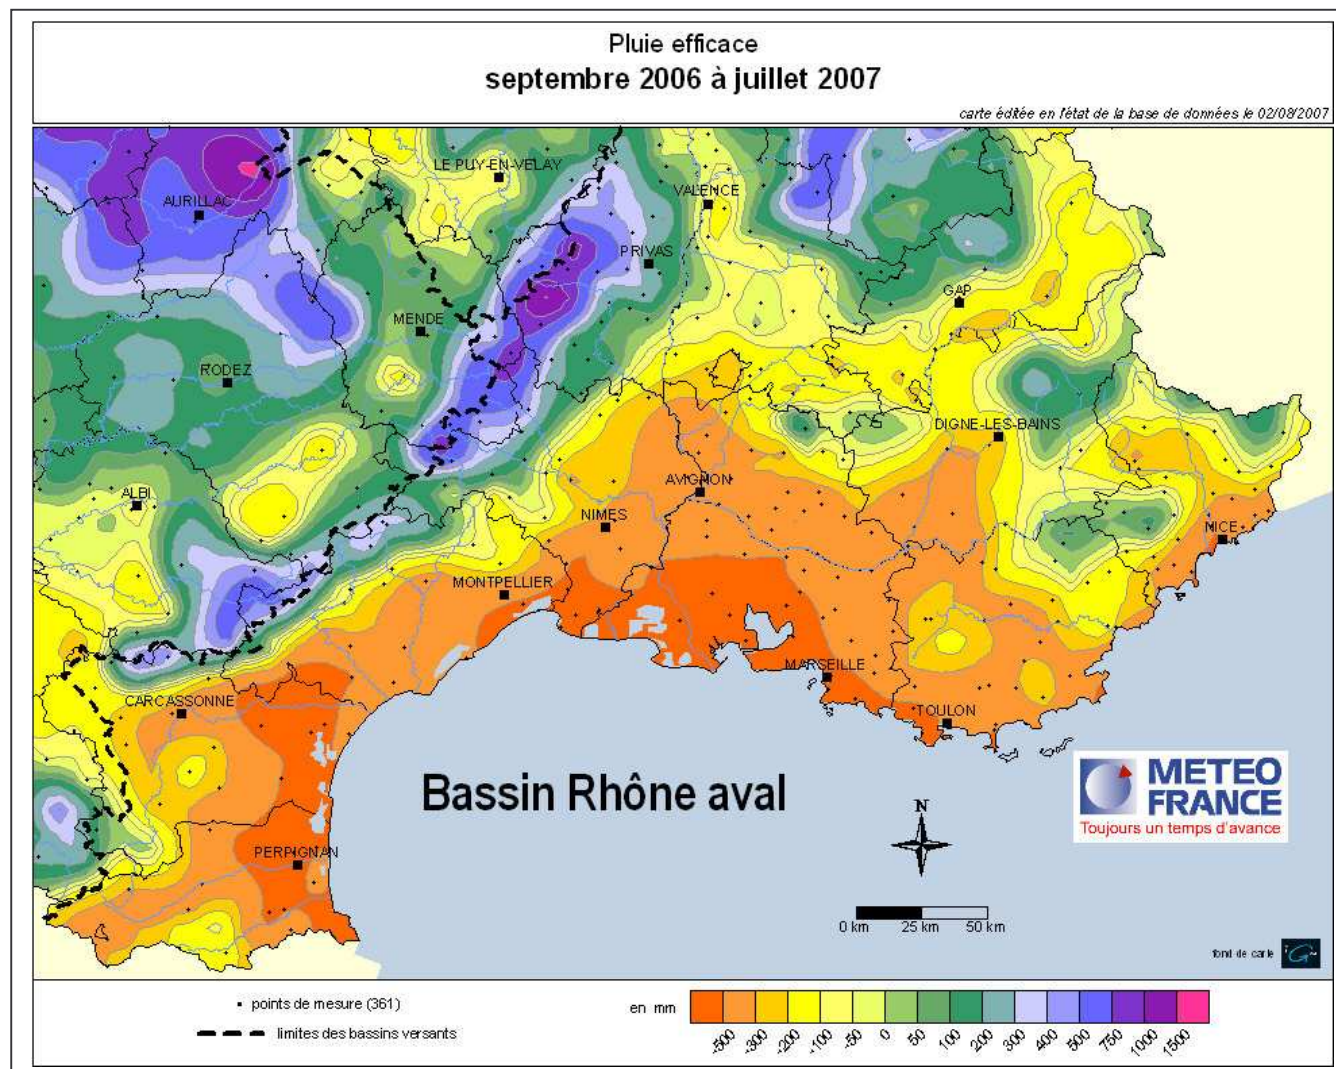 Pluie efficace
septembre 2006 à juillet 2007
carte éditée en l'état de la base de données le 02/08/2007
LE PUY-EN-VELAY
AURILLAC
VALENCE
PRIVAS
GAP
MENDE
RODEZ
DIGNE-LES-BAINS
ALBI
AVIGNON
NIMES
NICE
MONTPELLIER
MARSEILLE
CARCASSONNE
TOULON
Bassin Rhône aval
METEO
FRANCE
Toujours un temps d'avance
N
PERPIGNAN
0 km 25 km 50 km
fond de carte
points de mesure (361)
limites des bassins versants
en mm
-500 -300 -200 -100 -50 0 50 100 200 300 400 500 750 1000 1500